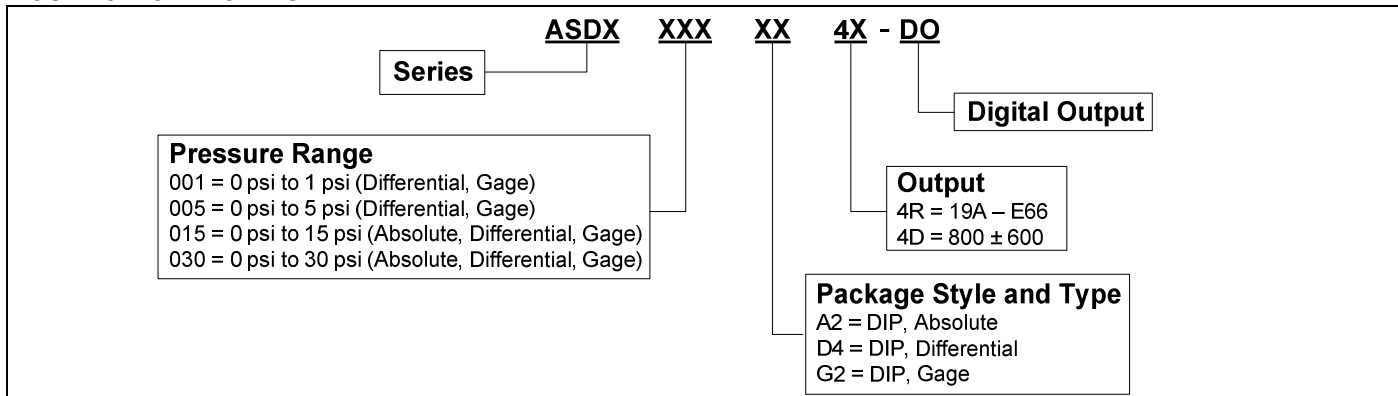 ASDX XXX XX 4X - DO
Series
Digital Output
Pressure Range
001 = 0 psi to 1 psi (Differential, Gage)
005 = 0 psi to 5 psi (Differential, Gage)
015 = 0 psi to 15 psi (Absolute, Differential, Gage)
030 = 0 psi to 30 psi (Absolute, Differential, Gage)
Output
4R = 19A – E66
4D = 800 ± 600
Package Style and Type
A2 = DIP, Absolute
D4 = DIP, Differential
G2 = DIP, Gage